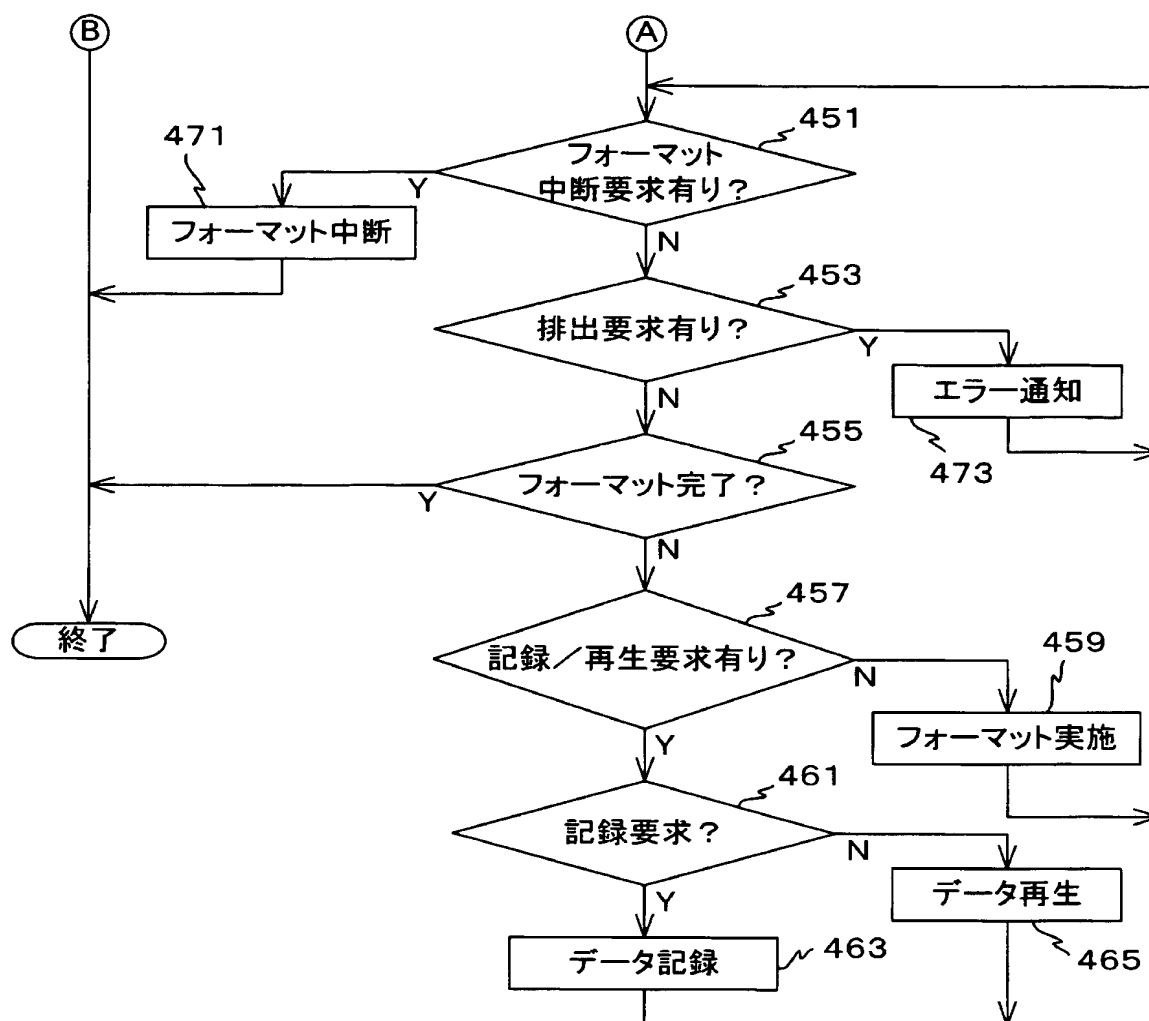 B
A
451
フォーマット
中断要求有り？
Y
N
471
フォーマット中断
453
排出要求有り？
Y
N
エラー通知
473
455
フォーマット完了？
Y
N
457
記録／再生要求有り？
N
Y
459
フォーマット実施
終了
461
記録要求？
N
Y
データ再生
465
データ記録
463